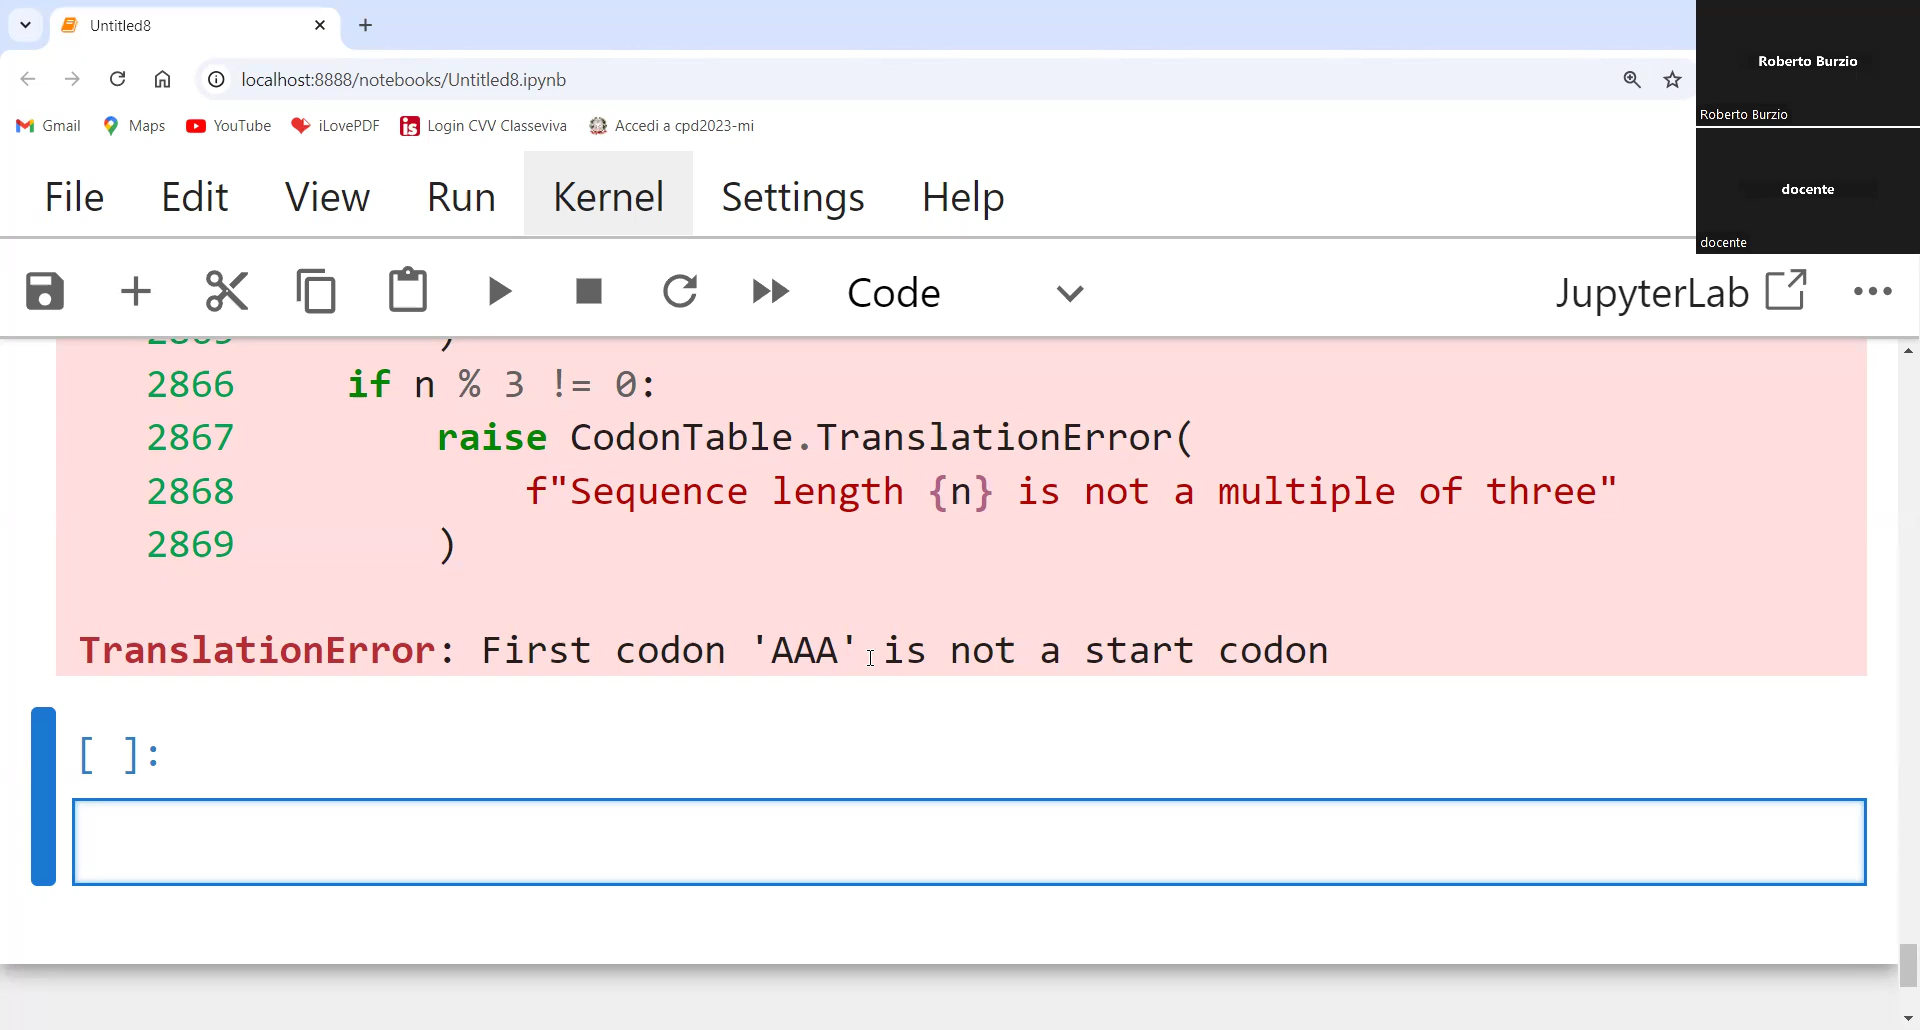 Untitled8
localhost:8888/notebooks/Untitled8.ipynb
Gmail Maps YouTube iLovePDF Login CVV Classeviva Accedi a cpd2023-mi
Roberto Burzio
Roberto Burzio
docente
docente
File Edit View Run Kernel Settings Help
Code JupyterLab
2866 if n % 3 != 0:
2867 raise CodonTable.TranslationError(
2868 f"Sequence length {n} is not a multiple of three"
2869 )
TranslationError: First codon 'AAA' is not a start codon
[ ]: